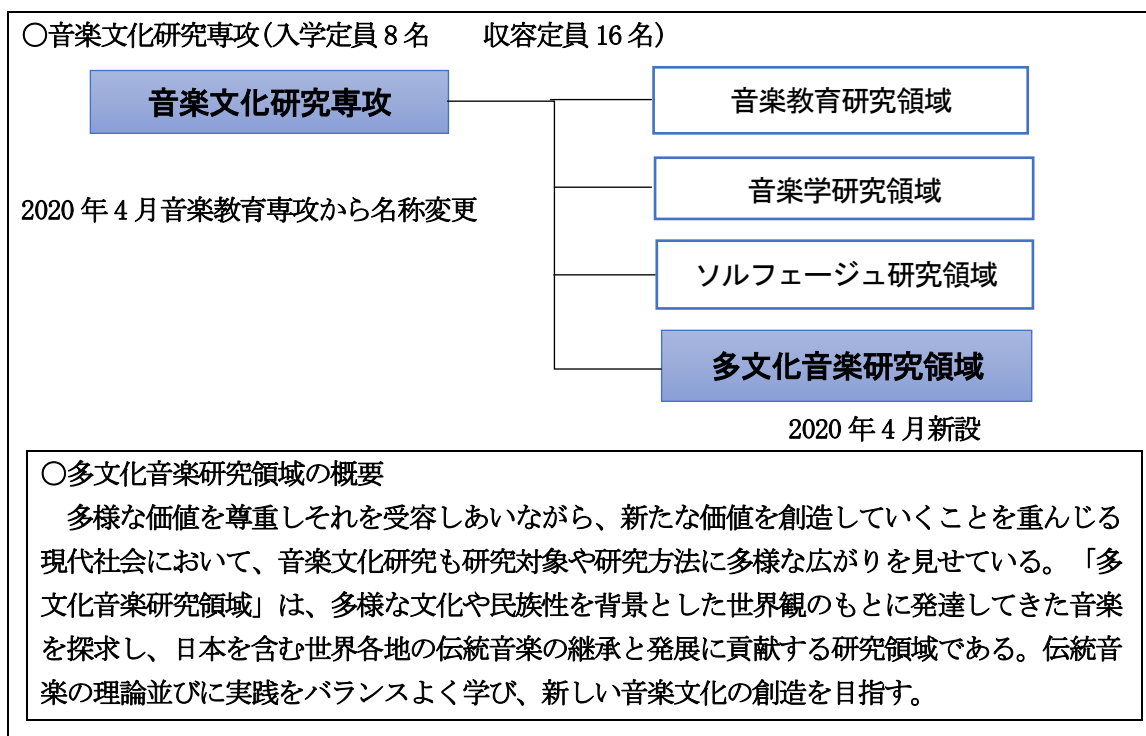 ○音楽文化研究専攻(入学定員8名　　収容定員16名)
音楽文化研究専攻
音楽教育研究領域
音楽学研究領域
2020年4月音楽教育専攻から名称変更
ソルフェージュ研究領域
多文化音楽研究領域
2020年4月新設
○多文化音楽研究領域の概要
多様な価値を尊重しそれを受容しあいながら、新たな価値を創造していくことを重んじる
現代社会において、音楽文化研究も研究対象や研究方法に多様な広がりを見せている。「多
文化音楽研究領域」は、多様な文化や民族性を背景とした世界観のもとに発達してきた音楽
を探求し、日本を含む世界各地の伝統音楽の継承と発展に貢献する研究領域である。伝統音
楽の理論並びに実践をバランスよく学び、新しい音楽文化の創造を目指す。